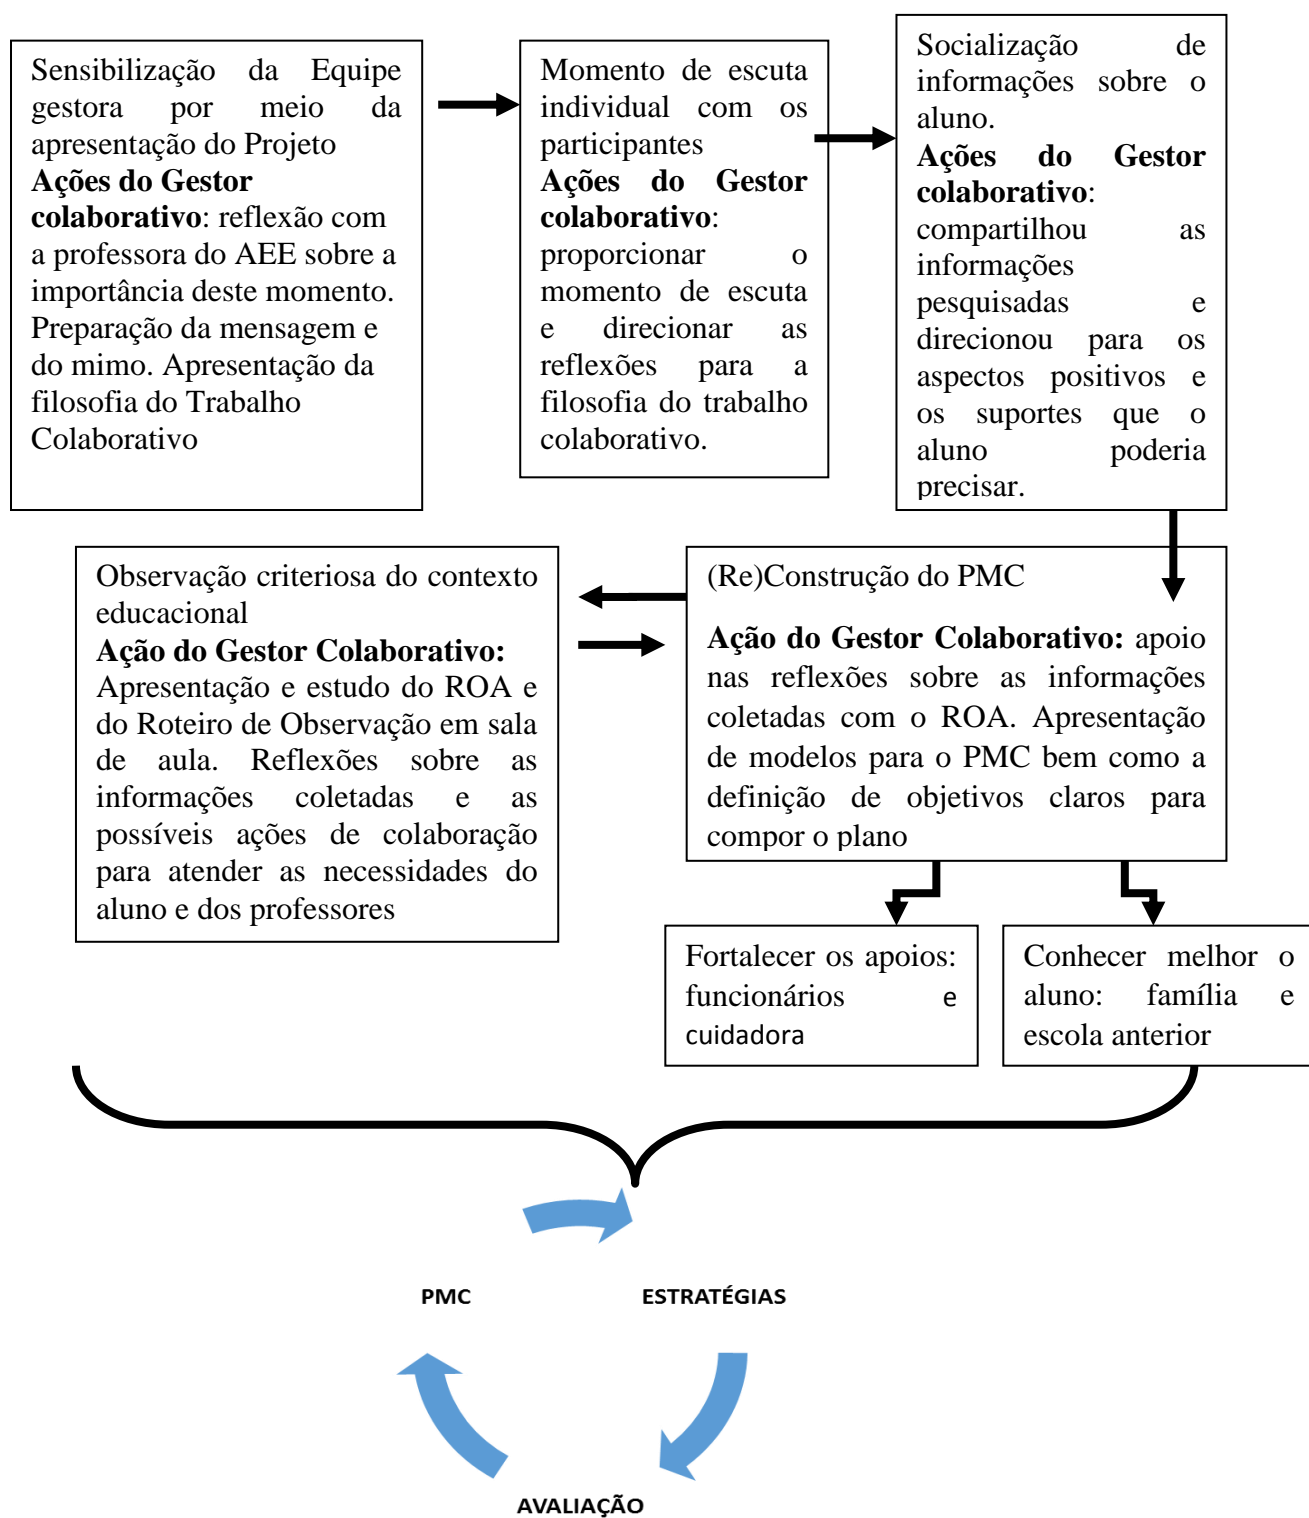 Sensibilização da Equipe
gestora por meio da
apresentação do Projeto
Ações do Gestor
colaborativo: reflexão com
a professora do AEE sobre a
importância deste momento.
Preparação da mensagem e
do mimo. Apresentação da
filosofia do Trabalho
Colaborativo
Momento de escuta
individual com os
participantes
Ações do Gestor
colaborativo:
proporcionar o
momento de escuta
e direcionar as
reflexões para a
filosofia do trabalho
colaborativo.
Socialização de
informações sobre o
aluno.
Ações do Gestor
colaborativo:
compartilhou as
informações
pesquisadas e
direcionou para os
aspectos positivos e
os suportes que o
aluno poderia
precisar.
Observação criteriosa do contexto
educacional
Ação do Gestor Colaborativo:
Apresentação e estudo do ROA e
do Roteiro de Observação em sala
de aula. Reflexões sobre as
informações coletadas e as
possíveis ações de colaboração
para atender as necessidades do
aluno e dos professores
(Re)Construção do PMC
Ação do Gestor Colaborativo: apoio
nas reflexões sobre as informações
coletadas com o ROA. Apresentação
de modelos para o PMC bem como a
definição de objetivos claros para
compor o plano
Fortalecer os apoios:
funcionários e
cuidadora
Conhecer melhor o
aluno: família e
escola anterior
PMC
ESTRATÉGIAS
AVALIAÇÃO